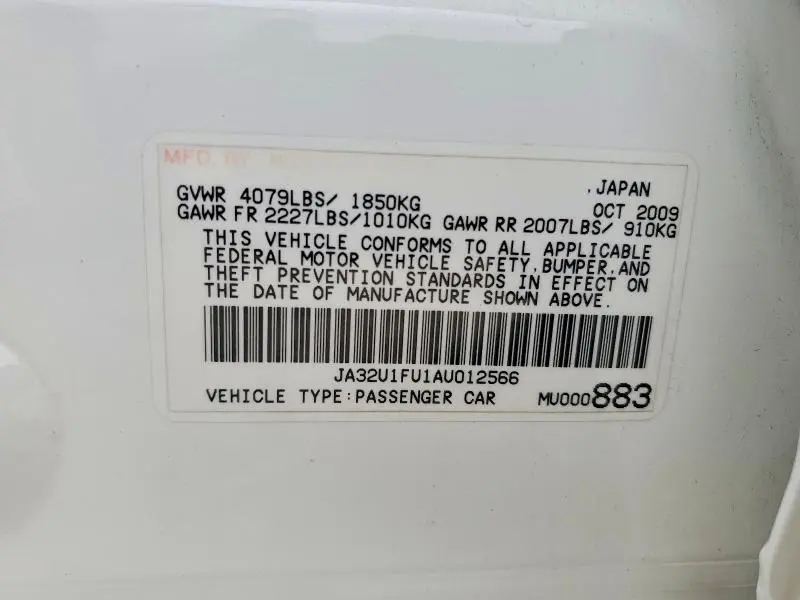 MFD. BY
, JAPAN
GVWR 4079LBS/ 1850KG OCT 2009
GAWR FR 2227LBS/1010KG GAWR RR 2007LBS/ 910KG
THIS VEHICLE CONFORMS TO ALL APPLICABLE
FEDERAL MOTOR VEHICLE SAFETY, BUMPER, AND
THEFT PREVENTION STANDARDS IN EFFECT ON
THE DATE OF MANUFACTURE SHOWN ABOVE.
JA32U1FU1AU012566
VEHICLE TYPE:PASSENGER CAR MU000883